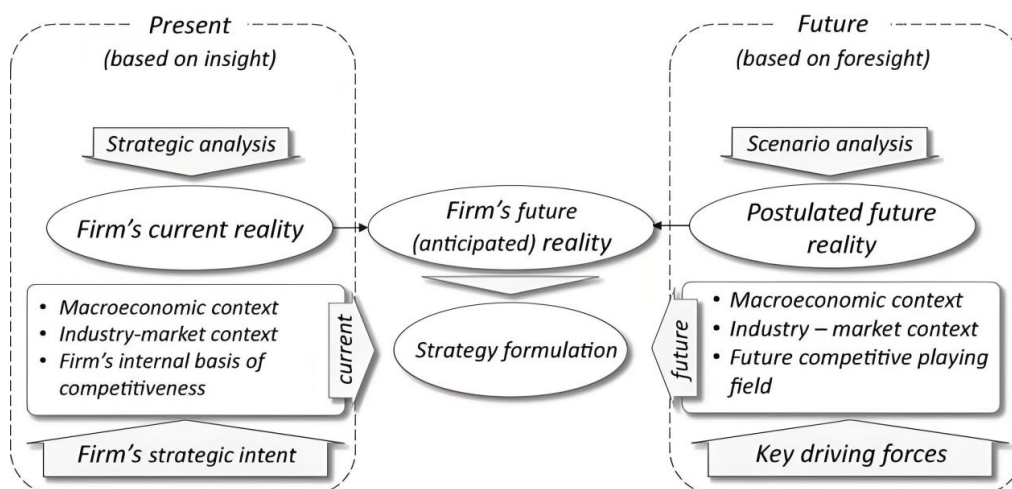 Present
(based on insight)
Strategic analysis
Firm's current reality
• Macroeconomic context
• Industry-market context
• Firm's internal basis of
competitiveness
current
Firm's strategic intent
Firm's future
(anticipated) reality
Strategy formulation
Future
(based on foresight)
Scenario analysis
Postulated future
reality
• Macroeconomic context
• Industry – market context
• Future competitive playing
field
future
Key driving forces